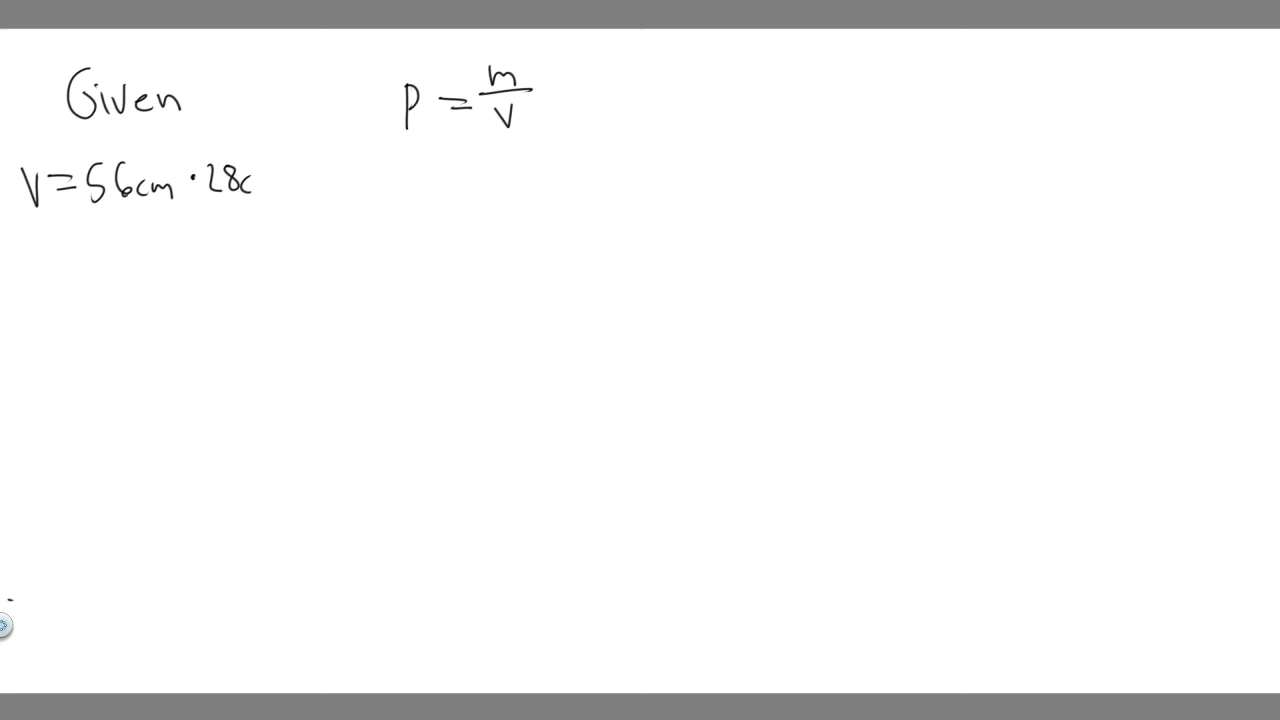 Given
p = m/v
V = 56cm · 28c